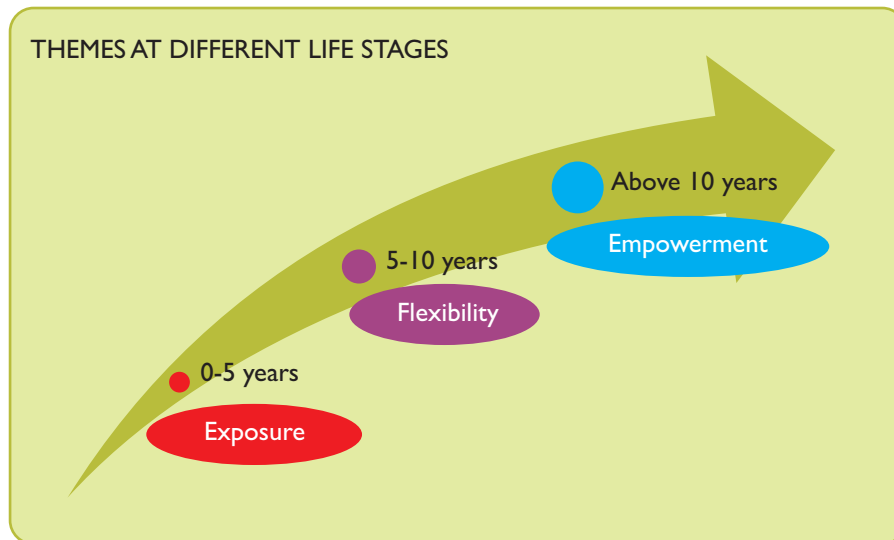 THEMES AT DIFFERENT LIFE STAGES
Above 10 years
Empowerment
5-10 years
Flexibility
0-5 years
Exposure